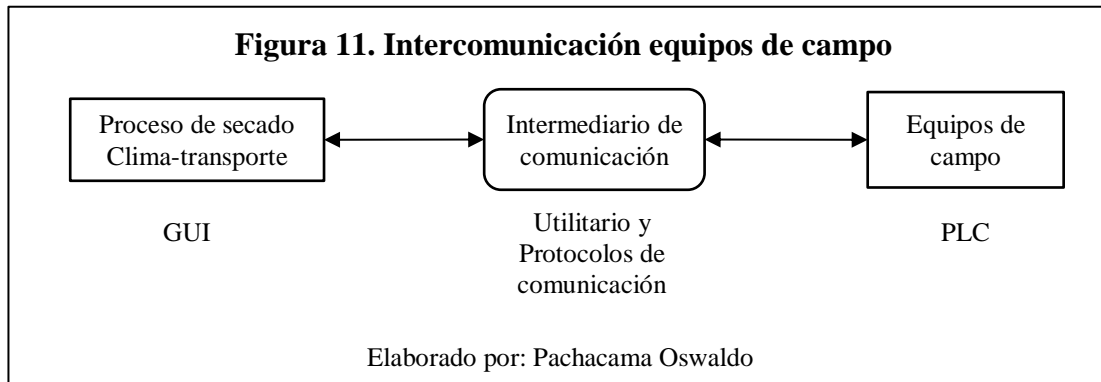 Figura 11. Intercomunicación equipos de campo
Proceso de secado
Clima-transporte
Intermediario de
comunicación
Equipos de
campo
GUI
Utilitario y
Protocolos de
comunicación
PLC
Elaborado por: Pachacama Oswaldo